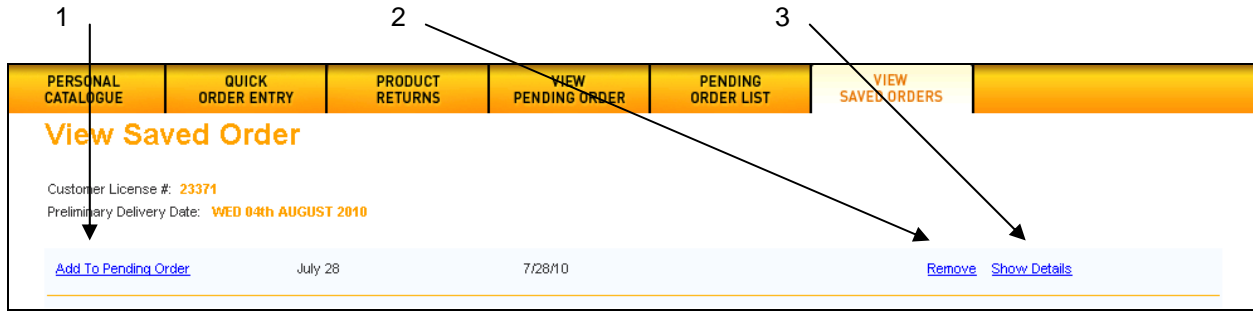 1 2 3
PERSONAL CATALOGUE QUICK ORDER ENTRY PRODUCT RETURNS VIEW PENDING ORDER PENDING ORDER LIST VIEW SAVED ORDERS
View Saved Order
Customer License #: 23371
Preliminary Delivery Date: WED 04th AUGUST 2010
Add To Pending Order July 28 7/28/10 Remove Show Details